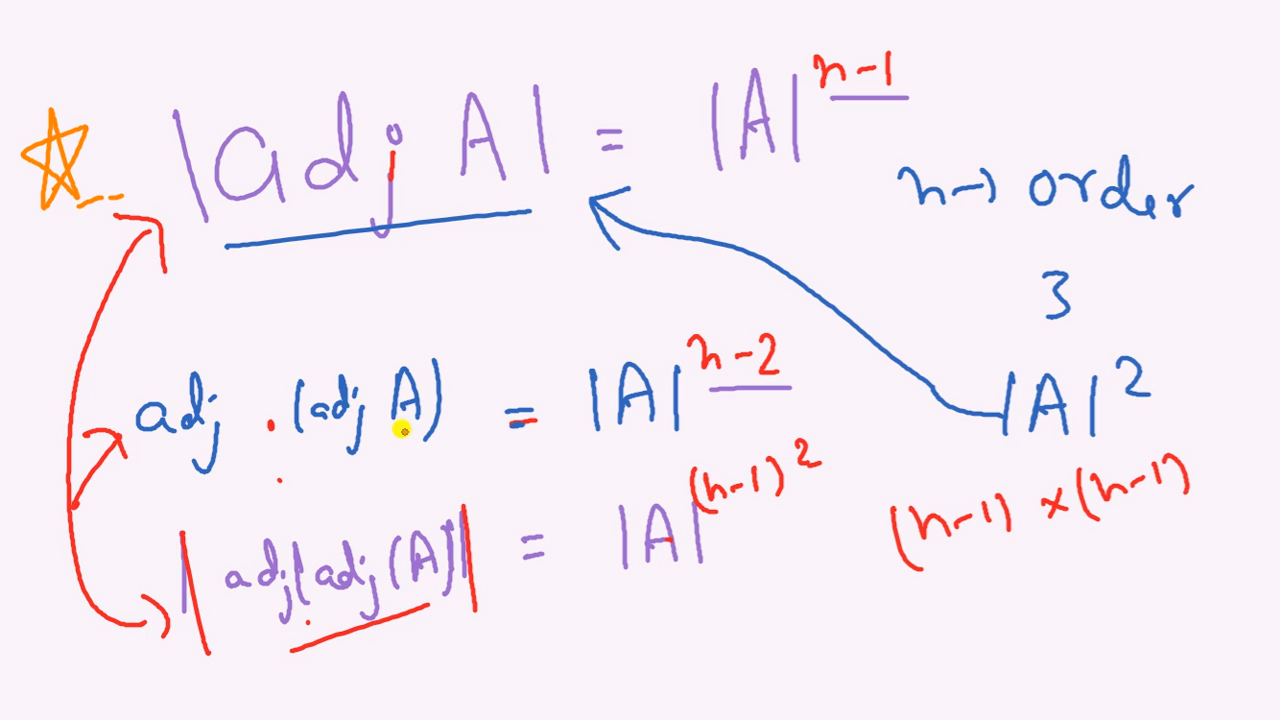 |adj A| = |A|ⁿ⁻¹
n→ order
3
adj . (adj A) = |A|ⁿ⁻²
|A|²
|adj(adj(A))| = |A|⁽ⁿ⁻¹⁾²
(n-1) × (n-1)